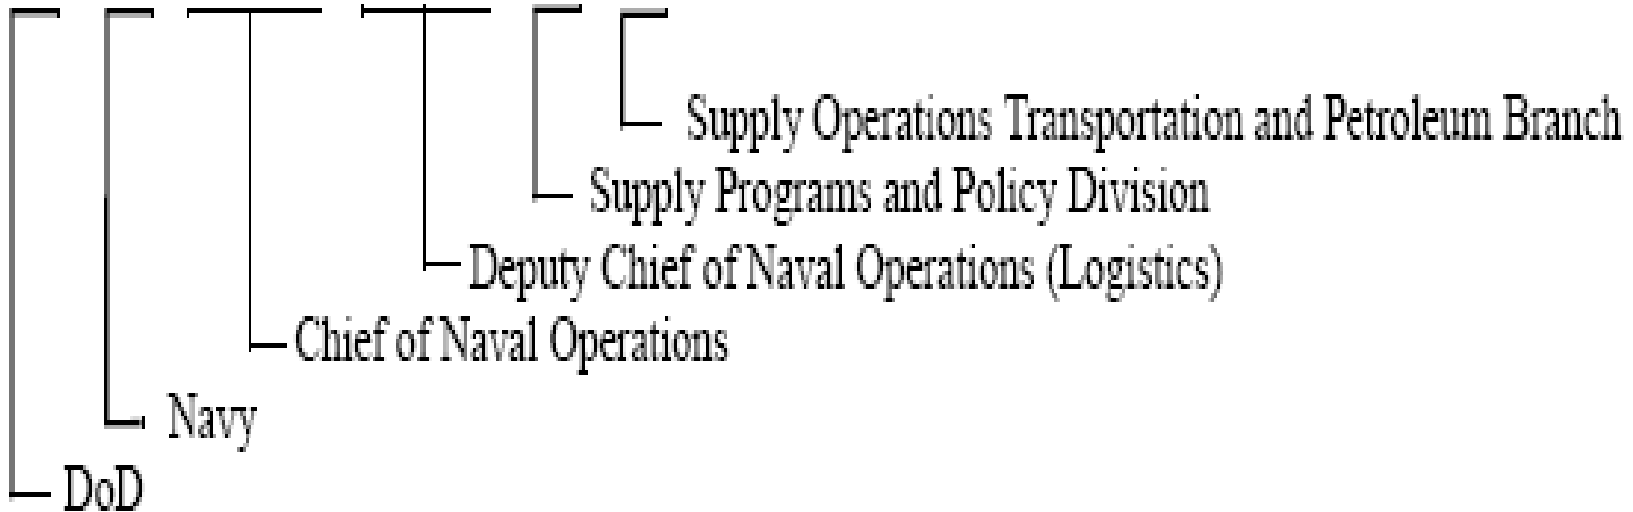 Supply Operations Transportation and Petroleum Branch
Supply Programs and Policy Division
Deputy Chief of Naval Operations (Logistics)
Chief of Naval Operations
Navy
DoD